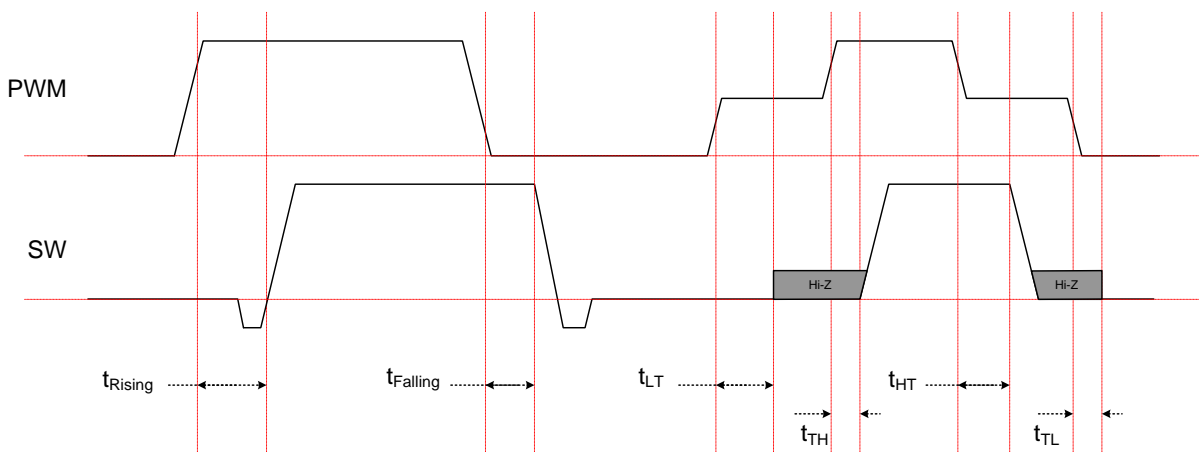 PWM
SW
Hi-Z
Hi-Z
tRising
tFalling
tLT
tHT
tTH
tTL